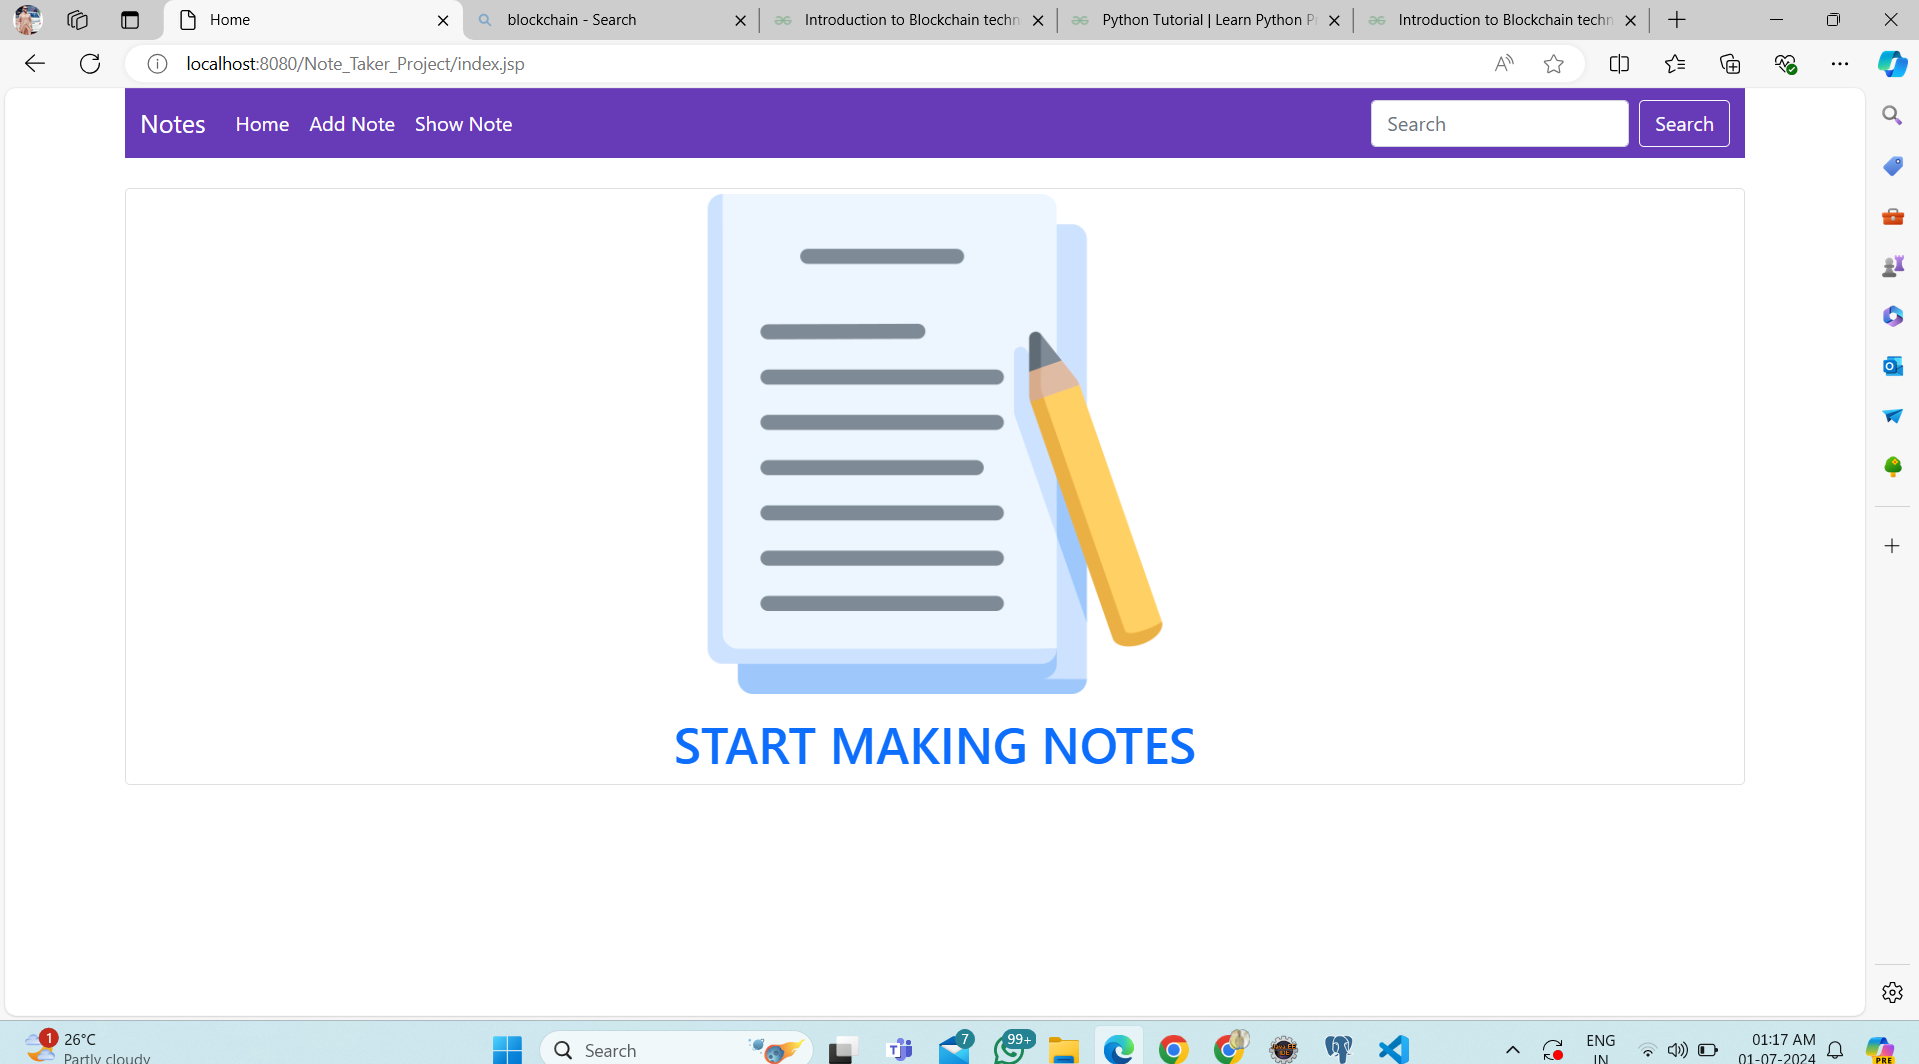 Home
blockchain - Search
Introduction to Blockchain techn
Python Tutorial | Learn Python P
Introduction to Blockchain techn
localhost:8080/Note_Taker_Project/index.jsp
Notes Home Add Note Show Note Search Search
START MAKING NOTES
1 26°C
Partly cloudy
Search
7
99+
ENG
IN
01:17 AM
01-07-2024
PRE